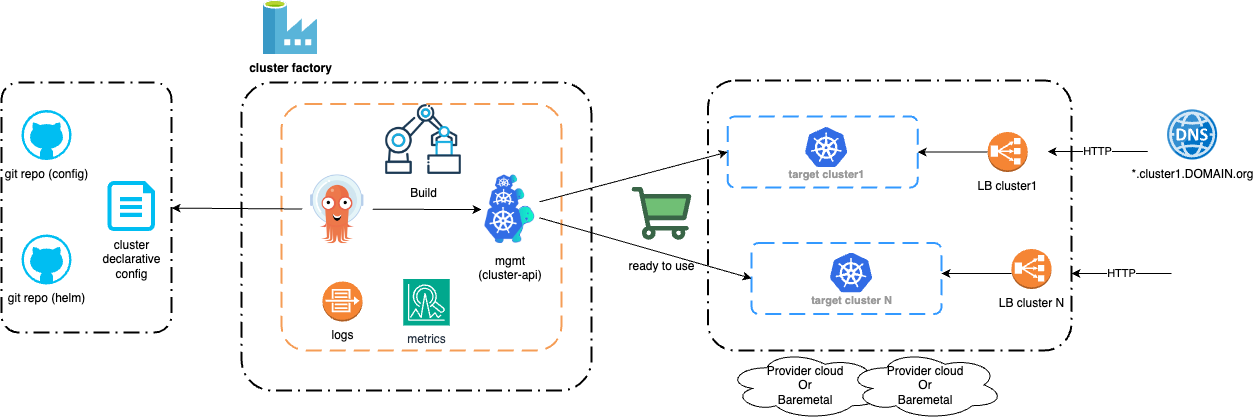 cluster factory
git repo (config)
cluster
declarative
config
git repo (helm)
Build
mgmt
(cluster-api)
logs
metrics
ready to use
target cluster1
LB cluster1
HTTP
DNS
*.cluster1.DOMAIN.org
target cluster N
LB cluster N
HTTP
Provider cloud
Or
Baremetal
Provider cloud
Or
Baremetal